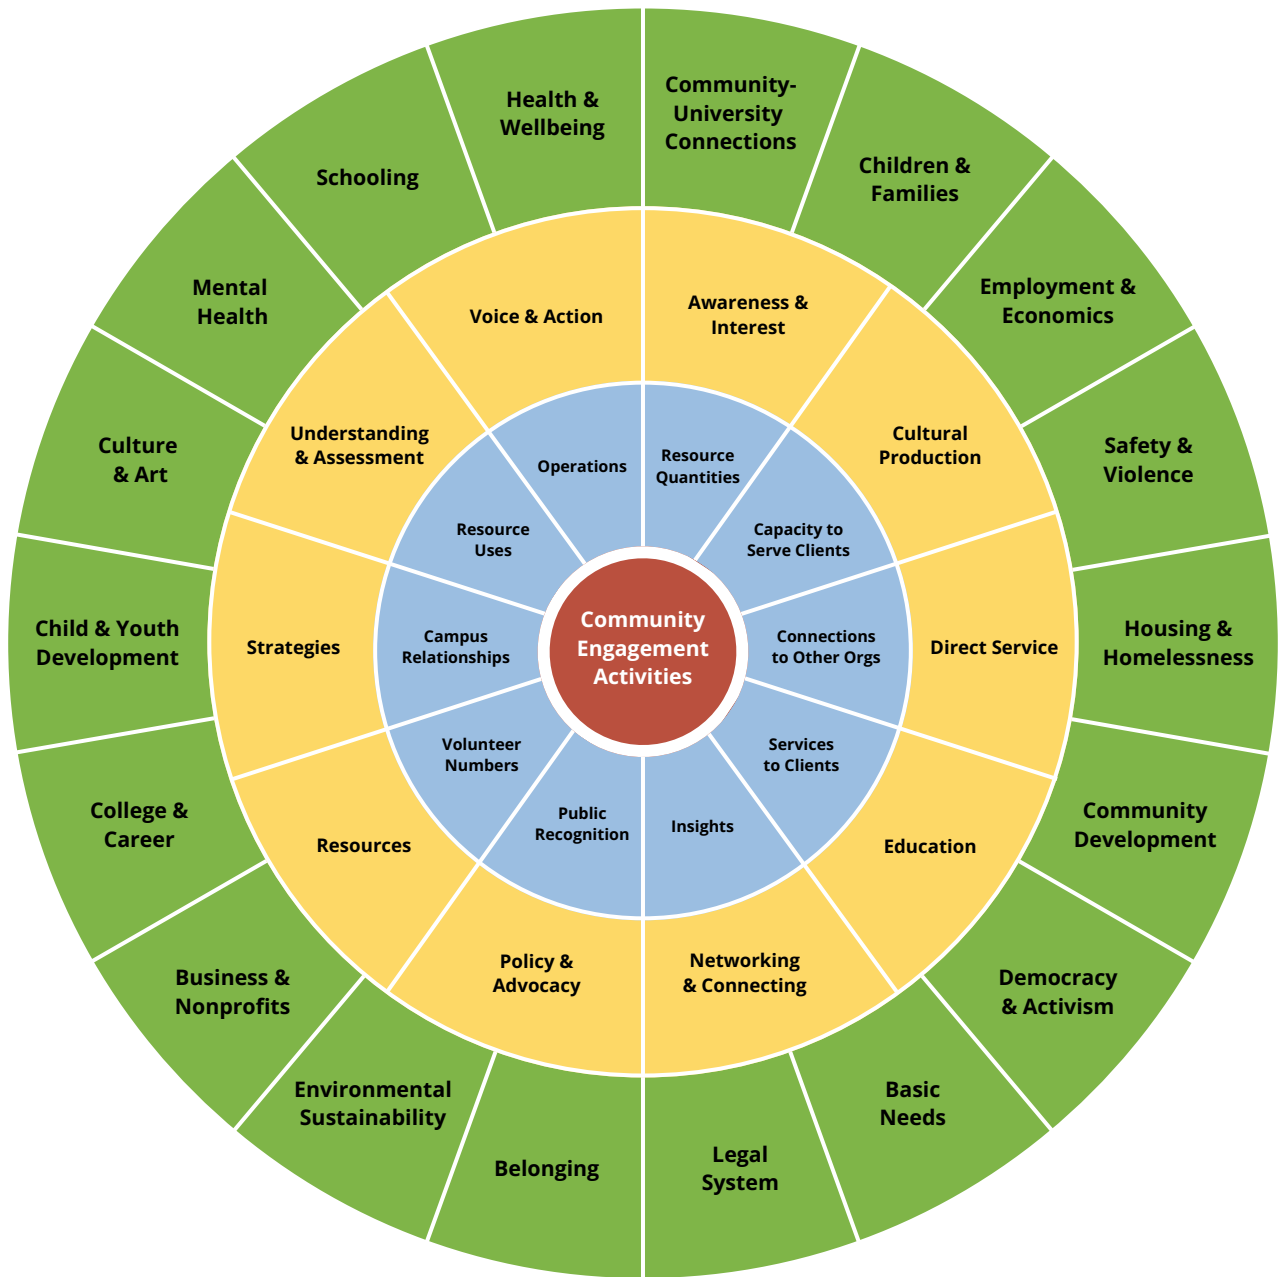 Community-
University
Connections
Children &
Families
Employment &
Economics
Safety &
Violence
Housing &
Homelessness
Community
Development
Democracy
& Activism
Basic
Needs
Legal
System
Belonging
Environmental
Sustainability
Business &
Nonprofits
College &
Career
Child & Youth
Development
Culture
& Art
Mental
Health
Schooling
Health &
Wellbeing
Awareness &
Interest
Cultural
Production
Direct Service
Education
Networking
& Connecting
Policy &
Advocacy
Resources
Strategies
Understanding
& Assessment
Voice & Action
Resource
Quantities
Capacity to
Serve Clients
Connections
to Other Orgs
Services
to Clients
Insights
Public
Recognition
Volunteer
Numbers
Campus
Relationships
Resource
Uses
Operations
Community
Engagement
Activities